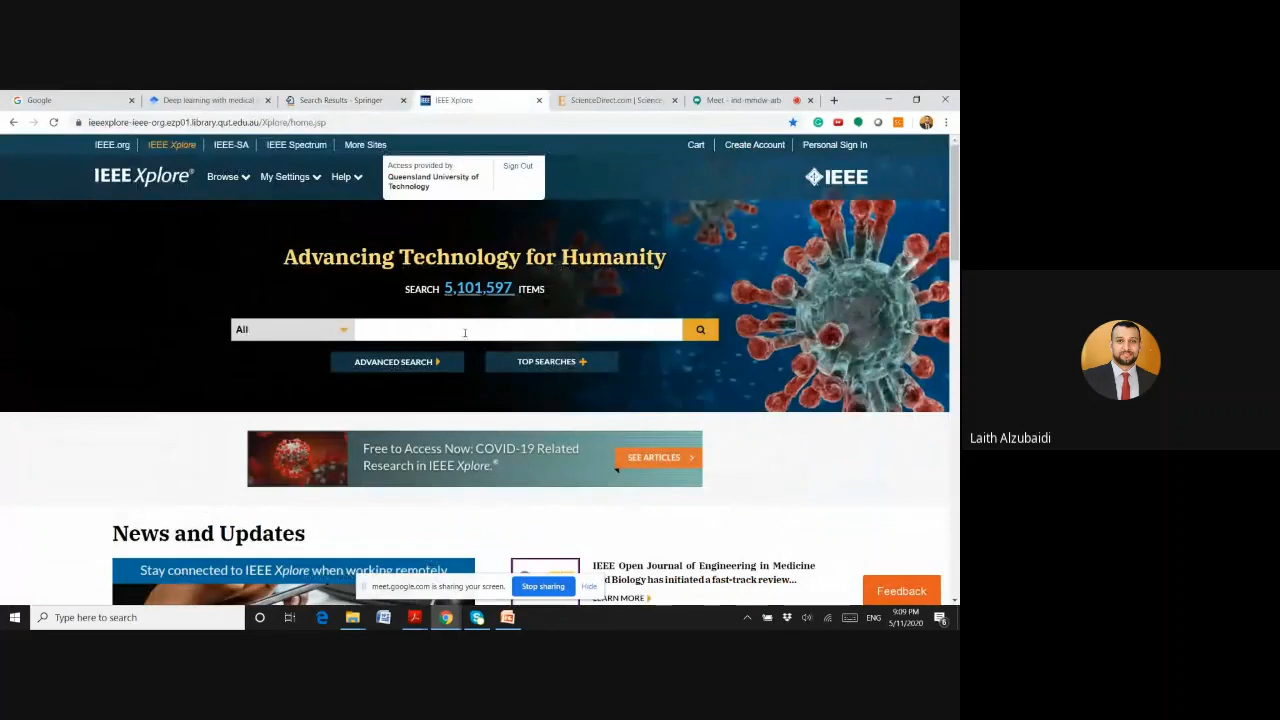 Google
Deep learning with medical
Search Results - Springer
IEEE Xplore
ScienceDirect.com | Science
Meet - ind-mmdw-arb
ieeexplore-ieee-org.ezp01.library.qut.edu.au/Xplore/home.jsp
IEEE.org
IEEE Xplore
IEEE-SA
IEEE Spectrum
More Sites
Cart
Create Account
Personal Sign In
IEEE Xplore®
Browse
My Settings
Help
Access provided by
Queensland University of
Technology
Sign Out
IEEE
Advancing Technology for Humanity
SEARCH 5,101,597 ITEMS
All
ADVANCED SEARCH
TOP SEARCHES
Free to Access Now: COVID-19 Related
Research in IEEE Xplore.®
SEE ARTICLES
News and Updates
Stay connected to IEEE Xplore when working remotely
IEEE Open Journal of Engineering in Medicine
nd Biology has initiated a fast-track review...
LEARN MORE
meet.google.com is sharing your screen.
Stop sharing
Hide
Feedback
Type here to search
ENG
9:09 PM
5/11/2020
Laith Alzubaidi